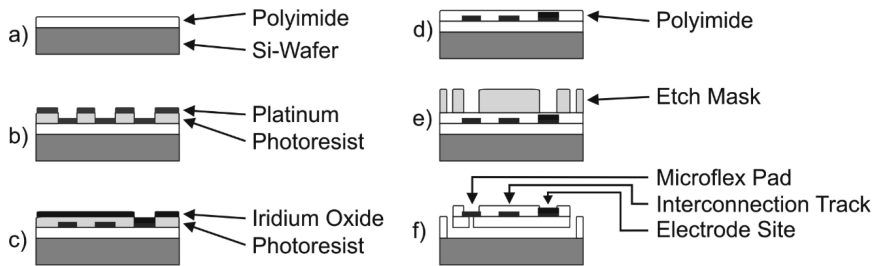 a)
Polyimide
Si-Wafer
b)
Platinum
Photoresist
c)
Iridium Oxide
Photoresist
d)
Polyimide
e)
Etch Mask
f)
Microflex Pad
Interconnection Track
Electrode Site